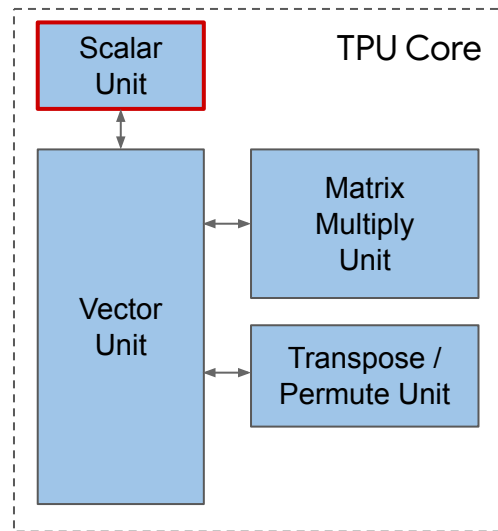 Scalar
Unit
TPU Core
Matrix
Multiply
Unit
Vector
Unit
Transpose /
Permute Unit